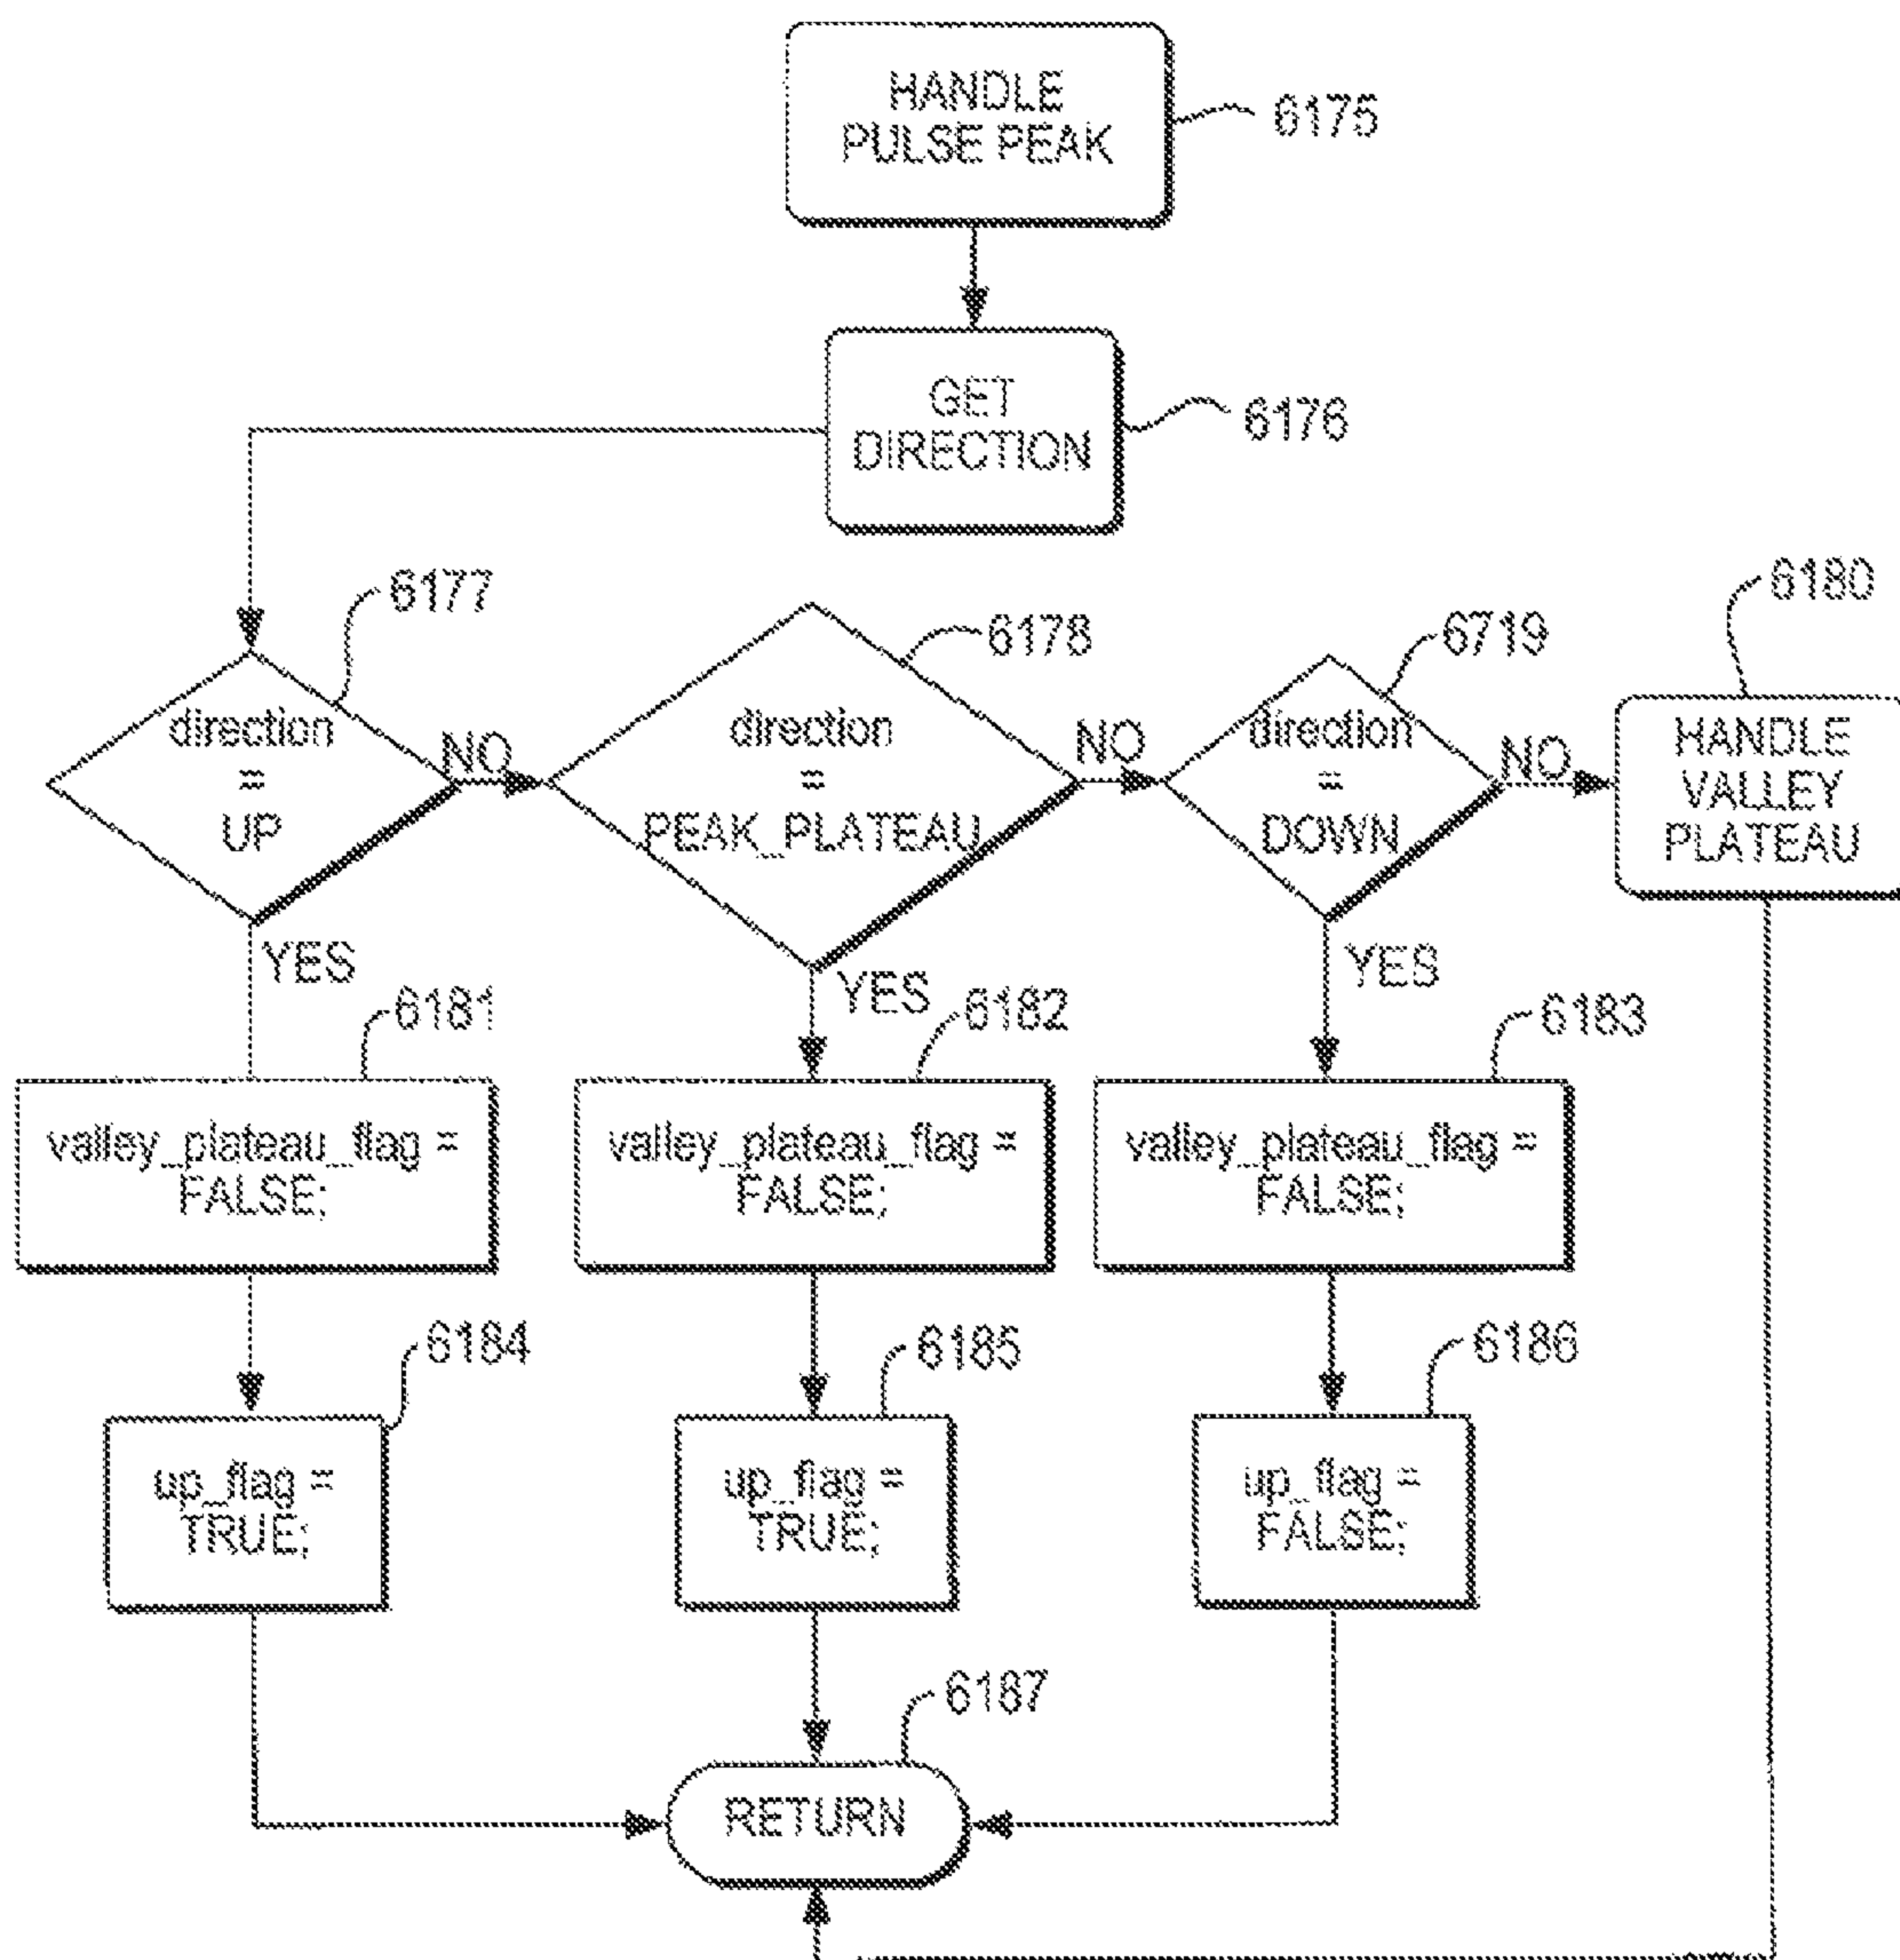 HANDLE
PULSE PEAK
6175
GET
DIRECTION
6176
6177
6178
6719
6180
direction
=
UP
NO
direction
=
PEAK_PLATEAU
NO
direction
=
DOWN
NO
HANDLE
VALLEY
PLATEAU
YES
YES
YES
6181
6182
6183
valley_plateau_flag =
FALSE;
valley_plateau_flag =
FALSE;
valley_plateau_flag =
FALSE;
6184
6185
6186
up_flag =
TRUE;
up_flag =
TRUE;
up_flag =
FALSE;
6187
RETURN